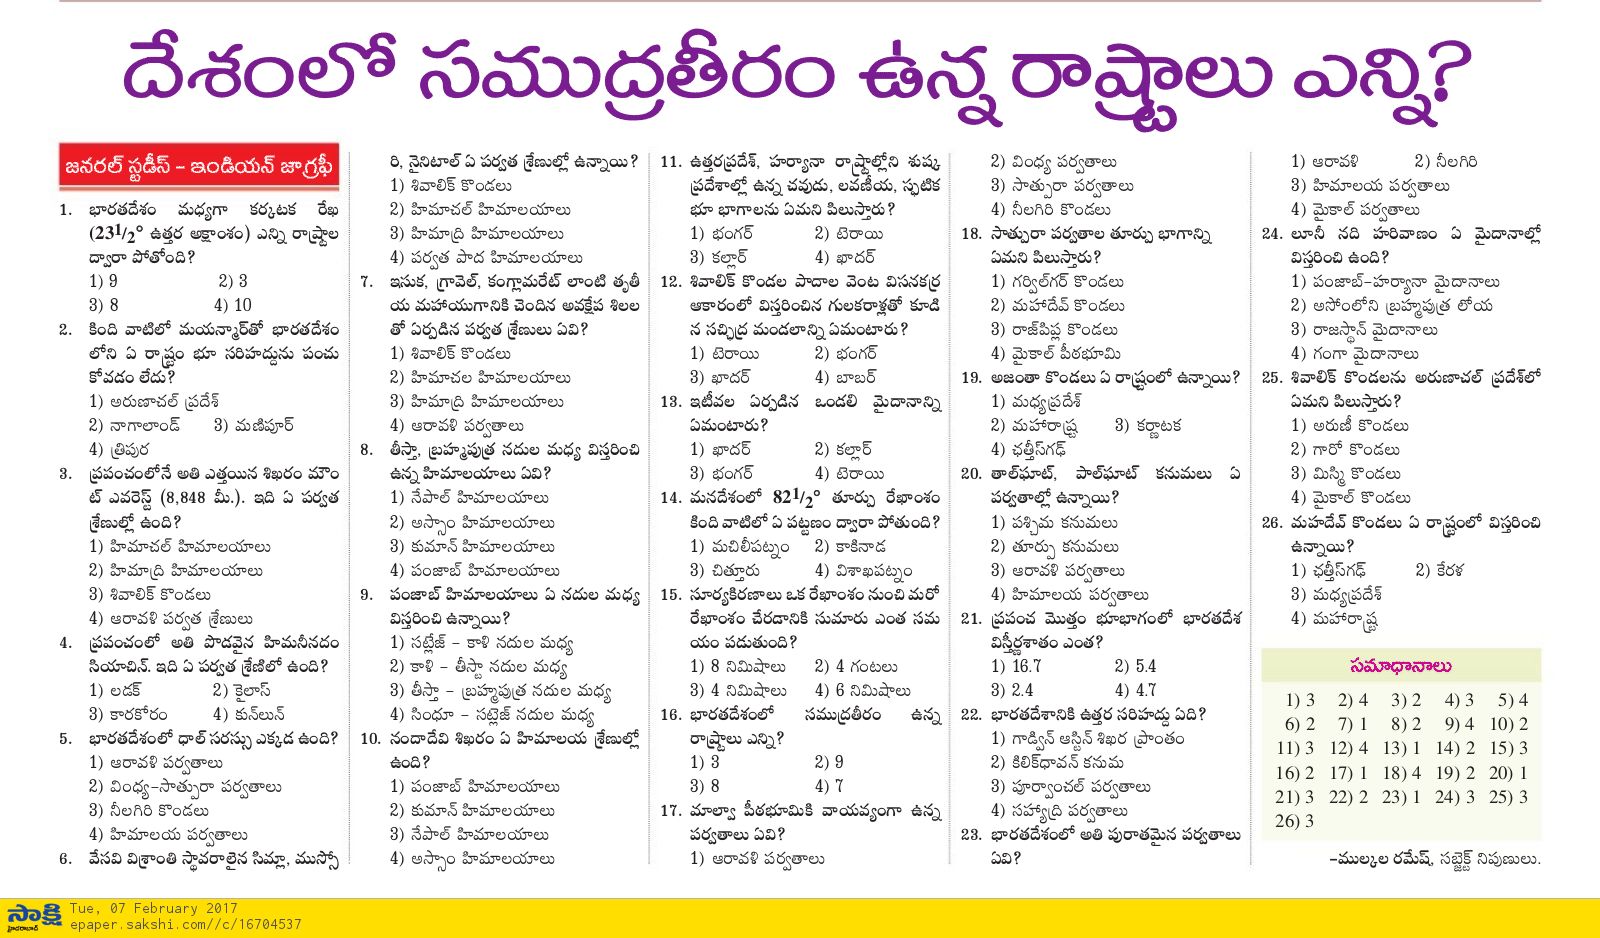 దేశంలో సముద్రతీరం ఉన్న రాష్ట్రాలు ఎన్ని?
జనరల్ స్టడీస్ – ఇండియన్ జాగ్రఫీ
1. భారతదేశం మధ్యగా కర్కటక రేఖ
(23¹/₂° ఉత్తర అక్షాంశం) ఎన్ని రాష్ట్రాల
ద్వారా పోతోంది?
1) 9 2) 3
3) 8 4) 10
2. కింది వాటిలో మయన్మార్‌తో భారతదేశం
లోని ఏ రాష్ట్రం భూ సరిహద్దును పంచు
కోవడం లేదు?
1) అరుణాచల్ ప్రదేశ్
2) నాగాలాండ్ 3) మణిపూర్
4) త్రిపుర
3. ప్రపంచంలోనే అతి ఎత్తయిన శిఖరం మౌం
ట్ ఎవరెస్ట్ (8,848 మీ.). ఇది ఏ పర్వత
శ్రేణుల్లో ఉంది?
1) హిమాచల్ హిమాలయాలు
2) హిమాద్రి హిమాలయాలు
3) శివాలిక్ కొండలు
4) ఆరావళి పర్వత శ్రేణులు
4. ప్రపంచంలో అతి పొడవైన హిమనీనదం
సియాచిన్. ఇది ఏ పర్వత శ్రేణిలో ఉంది?
1) లడక్ 2) కైలాస్
3) కారకోరం 4) కున్‌లున్
5. భారతదేశంలో ధాల్ సరస్సు ఎక్కడ ఉంది?
1) ఆరావళి పర్వతాలు
2) వింధ్య-సాత్పురా పర్వతాలు
3) నీలగిరి కొండలు
4) హిమాలయ పర్వతాలు
6. వేసవి విశ్రాంతి స్థావరాలైన సిమ్లా, ముస్సో
రి, నైనిటాల్ ఏ పర్వత శ్రేణుల్లో ఉన్నాయి?
1) శివాలిక్ కొండలు
2) హిమాచల్ హిమాలయాలు
3) హిమాద్రి హిమాలయాలు
4) పర్వత పాద హిమాలయాలు
7. ఇసుక, గ్రావెల్, కంగ్లామరేట్ లాంటి తృతీ
య మహాయుగానికి చెందిన అవక్షేప శిలల
తో ఏర్పడిన పర్వత శ్రేణులు ఏవి?
1) శివాలిక్ కొండలు
2) హిమాచల హిమాలయాలు
3) హిమాద్రి హిమాలయాలు
4) ఆరావళి పర్వతాలు
8. తీస్తా, బ్రహ్మపుత్ర నదుల మధ్య విస్తరించి
ఉన్న హిమాలయాలు ఏవి?
1) నేపాల్ హిమాలయాలు
2) అస్సాం హిమాలయాలు
3) కుమాన్ హిమాలయాలు
4) పంజాబ్ హిమాలయాలు
9. పంజాబ్ హిమాలయాలు ఏ నదుల మధ్య
విస్తరించి ఉన్నాయి?
1) సట్లేజ్ – కాళి నదుల మధ్య
2) కాళి – తీస్టా నదుల మధ్య
3) తీస్తా – బ్రహ్మపుత్ర నదుల మధ్య
4) సింధూ – సట్లెజ్ నదుల మధ్య
10. నందాదేవి శిఖరం ఏ హిమాలయ శ్రేణుల్లో
ఉంది?
1) పంజాబ్ హిమాలయాలు
2) కుమాన్ హిమాలయాలు
3) నేపాల్ హిమాలయాలు
4) అస్సాం హిమాలయాలు
11. ఉత్తరప్రదేశ్, హర్యానా రాష్ట్రాల్లోని శుష్క
ప్రదేశాల్లో ఉన్న చవుడు, లవణీయ, స్ఫటిక
భూ భాగాలను ఏమని పిలుస్తారు?
1) భంగర్ 2) టెరాయి
3) కల్లార్ 4) ఖాదర్
12. శివాలిక్ కొండల పాదాల వెంట విసనకర్ర
ఆకారంలో విస్తరించిన గులకరాళ్లతో కూడి
న సచ్ఛిద్ర మండలాన్ని ఏమంటారు?
1) టెరాయి 2) భంగర్
3) ఖాదర్ 4) బాబర్
13. ఇటీవల ఏర్పడిన ఒండలి మైదానాన్ని
ఏమంటారు?
1) ఖాదర్ 2) కల్లార్
3) భంగర్ 4) టెరాయి
14. మనదేశంలో 82¹/₂° తూర్పు రేఖాంశం
కింది వాటిలో ఏ పట్టణం ద్వారా పోతుంది?
1) మచిలీపట్నం 2) కాకినాడ
3) చిత్తూరు 4) విశాఖపట్నం
15. సూర్యకిరణాలు ఒక రేఖాంశం నుంచి మరో
రేఖాంశం చేరడానికి సుమారు ఎంత సమ
యం పడుతుంది?
1) 8 నిమిషాలు 2) 4 గంటలు
3) 4 నిమిషాలు 4) 6 నిమిషాలు
16. భారతదేశంలో సముద్రతీరం ఉన్న
రాష్ట్రాలు ఎన్ని?
1) 3 2) 9
3) 8 4) 7
17. మాల్వా పీఠభూమికి వాయవ్యంగా ఉన్న
పర్వతాలు ఏవి?
1) ఆరావళి పర్వతాలు
2) వింధ్య పర్వతాలు
3) సాత్పురా పర్వతాలు
4) నీలగిరి కొండలు
18. సాత్పురా పర్వతాల తూర్పు భాగాన్ని
ఏమని పిలుస్తారు?
1) గర్విల్‌గర్ కొండలు
2) మహాదేవ్ కొండలు
3) రాజ్‌పిప్ల కొండలు
4) మైకాల్ పీఠభూమి
19. అజంతా కొండలు ఏ రాష్ట్రంలో ఉన్నాయి?
1) మధ్యప్రదేశ్
2) మహారాష్ట్ర 3) కర్ణాటక
4) ఛత్తీస్‌గఢ్
20. తాల్‌ఘాట్, పాల్‌ఘాట్ కనుమలు ఏ
పర్వతాల్లో ఉన్నాయి?
1) పశ్చిమ కనుమలు
2) తూర్పు కనుమలు
3) ఆరావళి పర్వతాలు
4) హిమాలయ పర్వతాలు
21. ప్రపంచ మొత్తం భూభాగంలో భారతదేశ
విస్తీర్ణశాతం ఎంత?
1) 16.7 2) 5.4
3) 2.4 4) 4.7
22. భారతదేశానికి ఉత్తర సరిహద్దు ఏది?
1) గాడ్విన్ ఆస్టిన్ శిఖర ప్రాంతం
2) కిలిక్‌ధావన్ కనుమ
3) పూర్వాంచల్ పర్వతాలు
4) సహ్యాద్రి పర్వతాలు
23. భారతదేశంలో అతి పురాతమైన పర్వతాలు
ఏవి?
1) ఆరావళి 2) నీలగిరి
3) హిమాలయ పర్వతాలు
4) మైకాల్ పర్వతాలు
24. లూనీ నది హరివాణం ఏ మైదానాల్లో
విస్తరించి ఉంది?
1) పంజాబ్-హర్యానా మైదానాలు
2) అసోంలోని బ్రహ్మపుత్ర లోయ
3) రాజస్థాన్ మైదానాలు
4) గంగా మైదానాలు
25. శివాలిక్ కొండలను అరుణాచల్ ప్రదేశ్‌లో
ఏమని పిలుస్తారు?
1) అరుణీ కొండలు
2) గారో కొండలు
3) మిస్మి కొండలు
4) మైకాల్ కొండలు
26. మహదేవ్ కొండలు ఏ రాష్ట్రంలో విస్తరించి
ఉన్నాయి?
1) ఛత్తీస్‌గఢ్ 2) కేరళ
3) మధ్యప్రదేశ్
4) మహారాష్ట్ర
సమాధానాలు
1) 3 2) 4 3) 2 4) 3 5) 4
6) 2 7) 1 8) 2 9) 4 10) 2
11) 3 12) 4 13) 1 14) 2 15) 3
16) 2 17) 1 18) 4 19) 2 20) 1
21) 3 22) 2 23) 1 24) 3 25) 3
26) 3
–ముల్కల రమేష్, సబ్జెక్ట్ నిపుణులు.
సాక్షి
హైదరాబాద్
Tue, 07 February 2017
epaper.sakshi.com//c/16704537